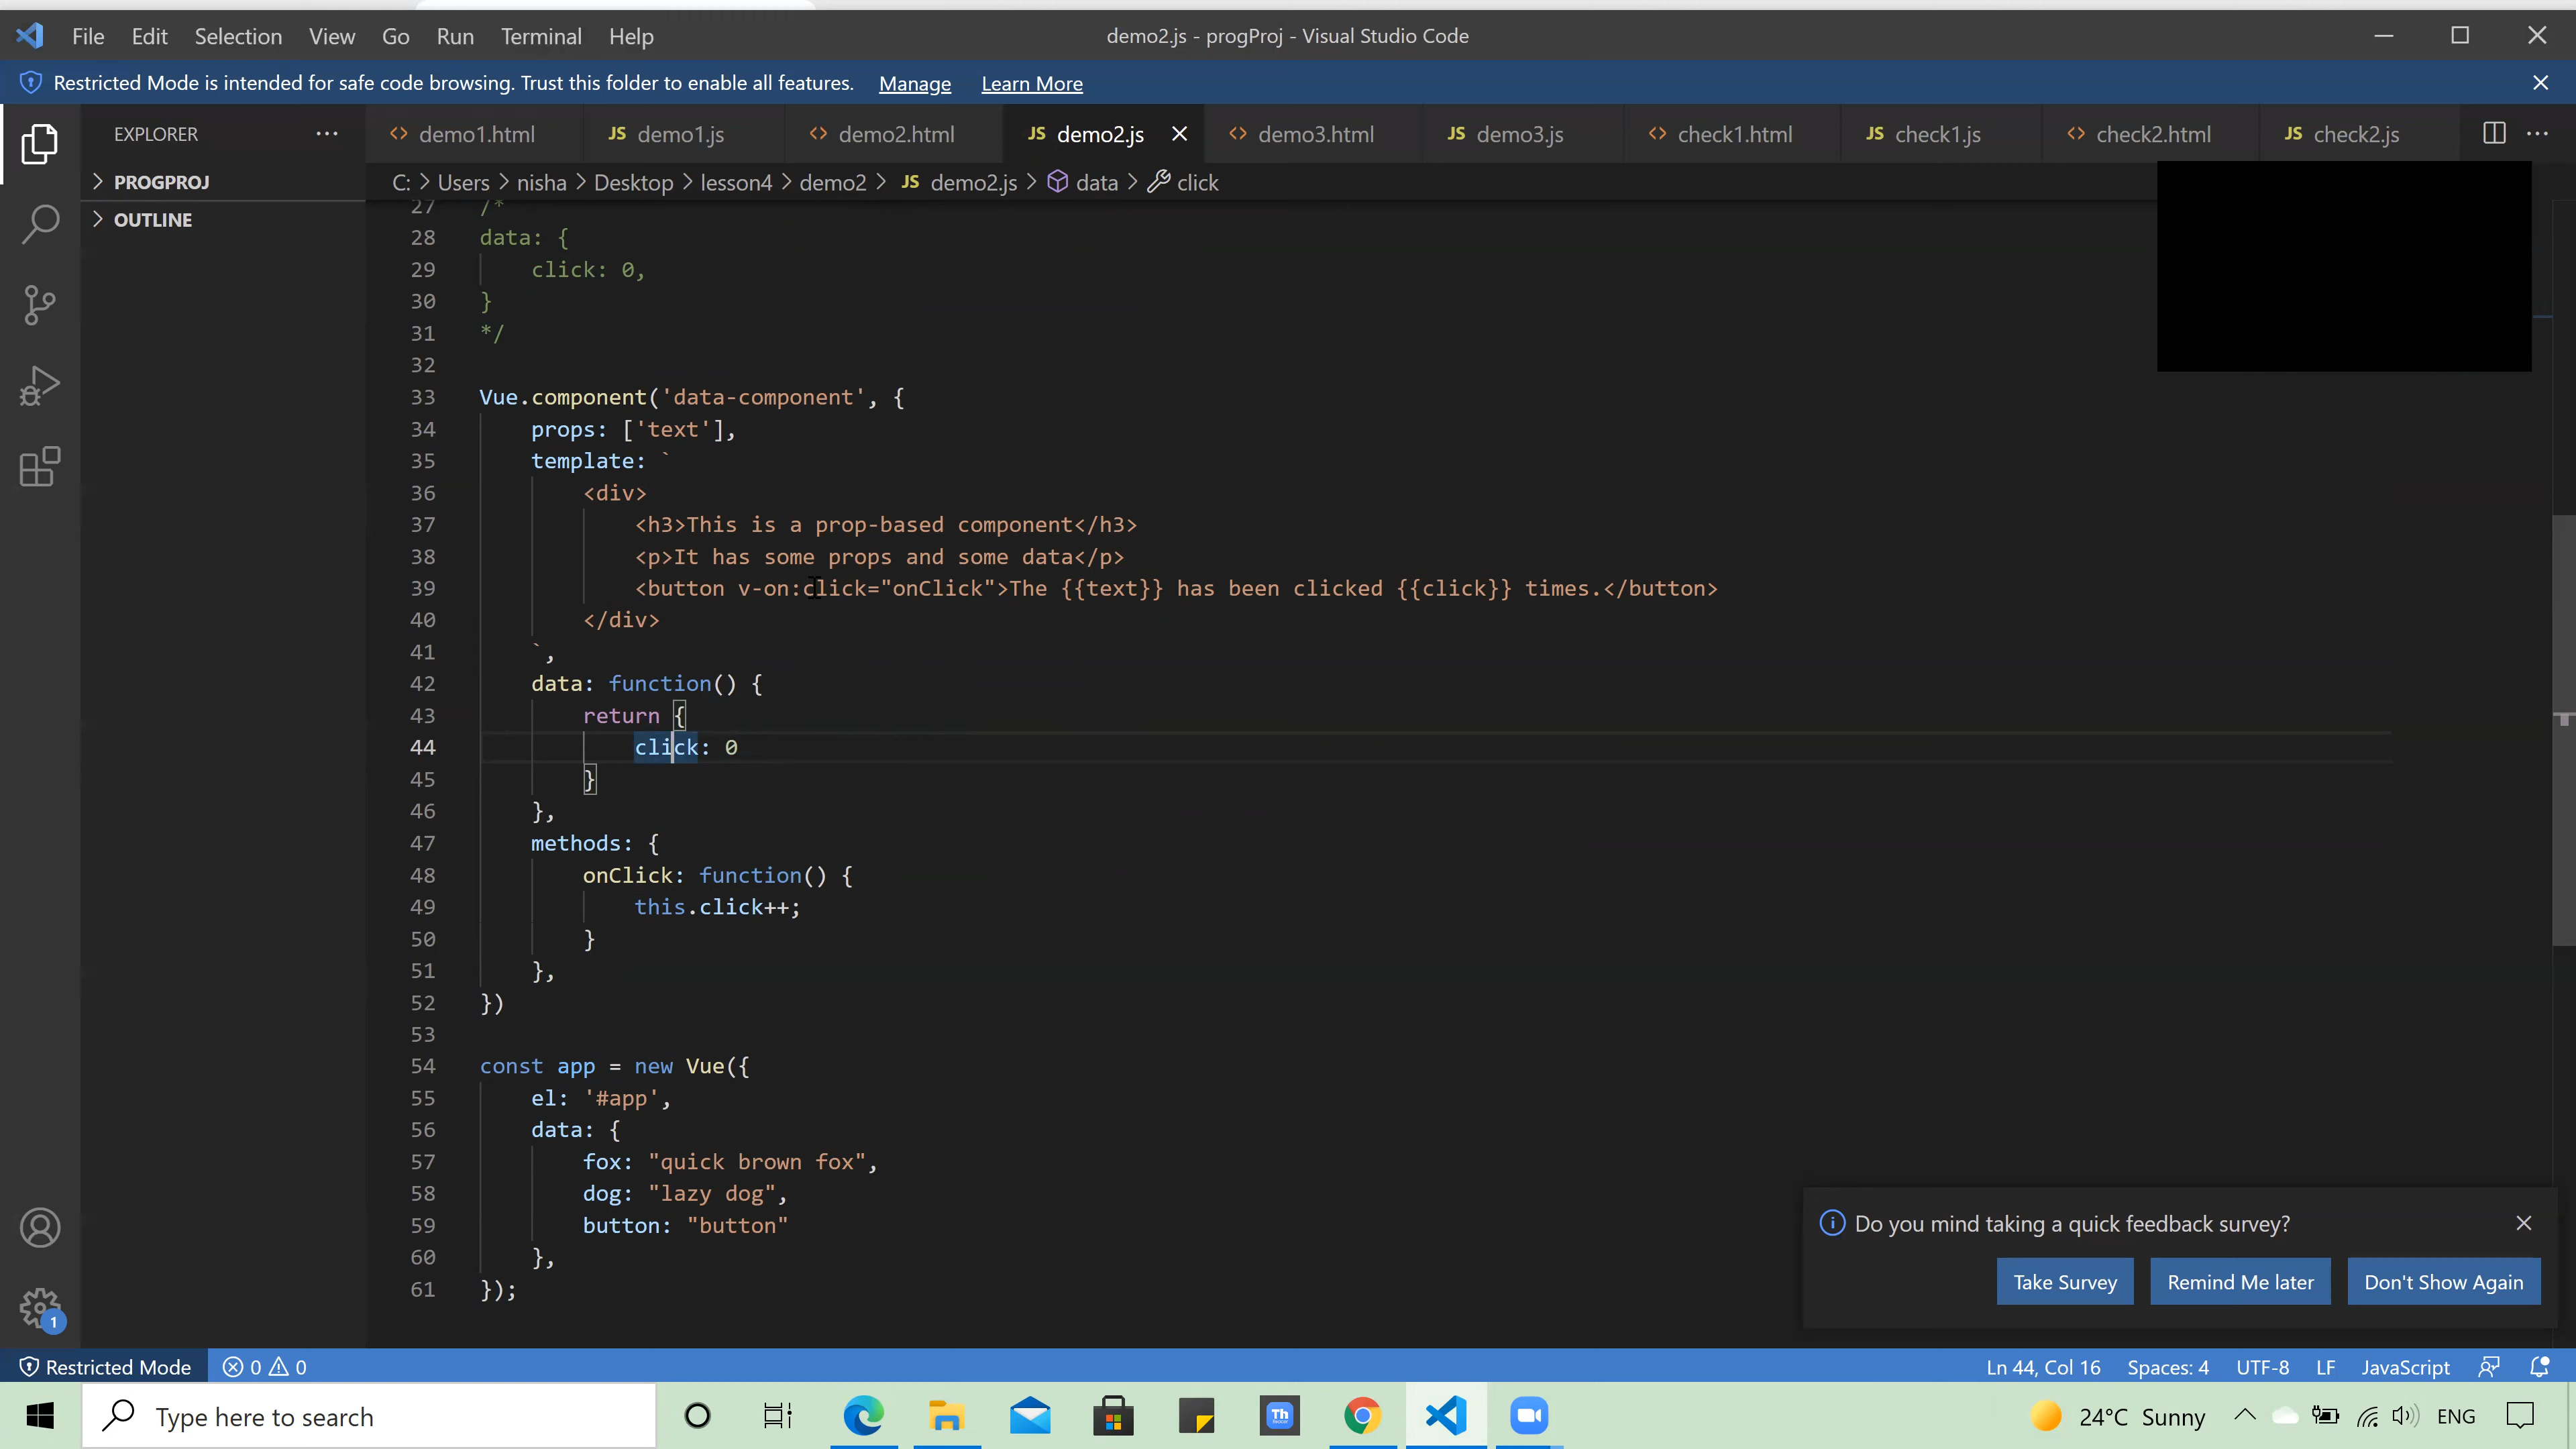 File Edit Selection View Go Run Terminal Help demo2.js - progProj - Visual Studio Code
Restricted Mode is intended for safe code browsing. Trust this folder to enable all features. Manage Learn More
EXPLORER ··· <> demo1.html JS demo1.js <> demo2.html JS demo2.js <> demo3.html JS demo3.js <> check1.html JS check1.js <> check2.html JS check2.js ···
PROGPROJ
C: > Users > nisha > Desktop > lesson4 > demo2 > JS demo2.js > data > click
OUTLINE
27 /*
28 data: {
29 click: 0,
30 }
31 */
32
33 Vue.component('data-component', {
34 props: ['text'],
35 template: `
36 <div>
37 <h3>This is a prop-based component</h3>
38 <p>It has some props and some data</p>
39 <button v-on:click="onClick">The {{text}} has been clicked {{click}} times.</button>
40 </div>
41 `,
42 data: function() {
43 return {
44 click: 0
45 }
46 },
47 methods: {
48 onClick: function() {
49 this.click++;
50 }
51 },
52 })
53
54 const app = new Vue({
55 el: '#app',
56 data: {
57 fox: "quick brown fox",
58 dog: "lazy dog",
59 button: "button"
60 },
61 });
Do you mind taking a quick feedback survey?
Take Survey Remind Me later Don't Show Again
1
Restricted Mode 0 0 Ln 44, Col 16 Spaces: 4 UTF-8 LF JavaScript
Type here to search Th 24°C Sunny ENG